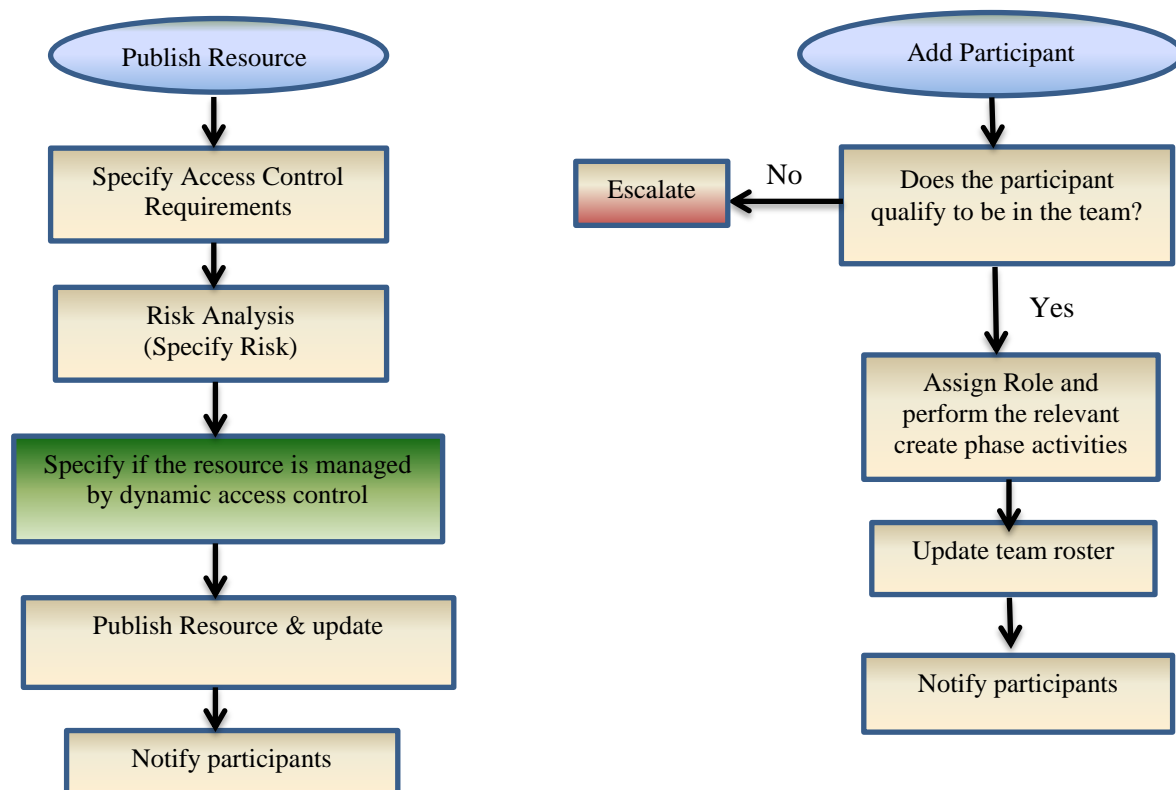 Publish Resource
Specify Access Control
Requirements
Risk Analysis
(Specify Risk)
Specify if the resource is managed
by dynamic access control
Publish Resource & update
Notify participants
Add Participant
Does the participant
qualify to be in the team?
No
Escalate
Yes
Assign Role and
perform the relevant
create phase activities
Update team roster
Notify participants